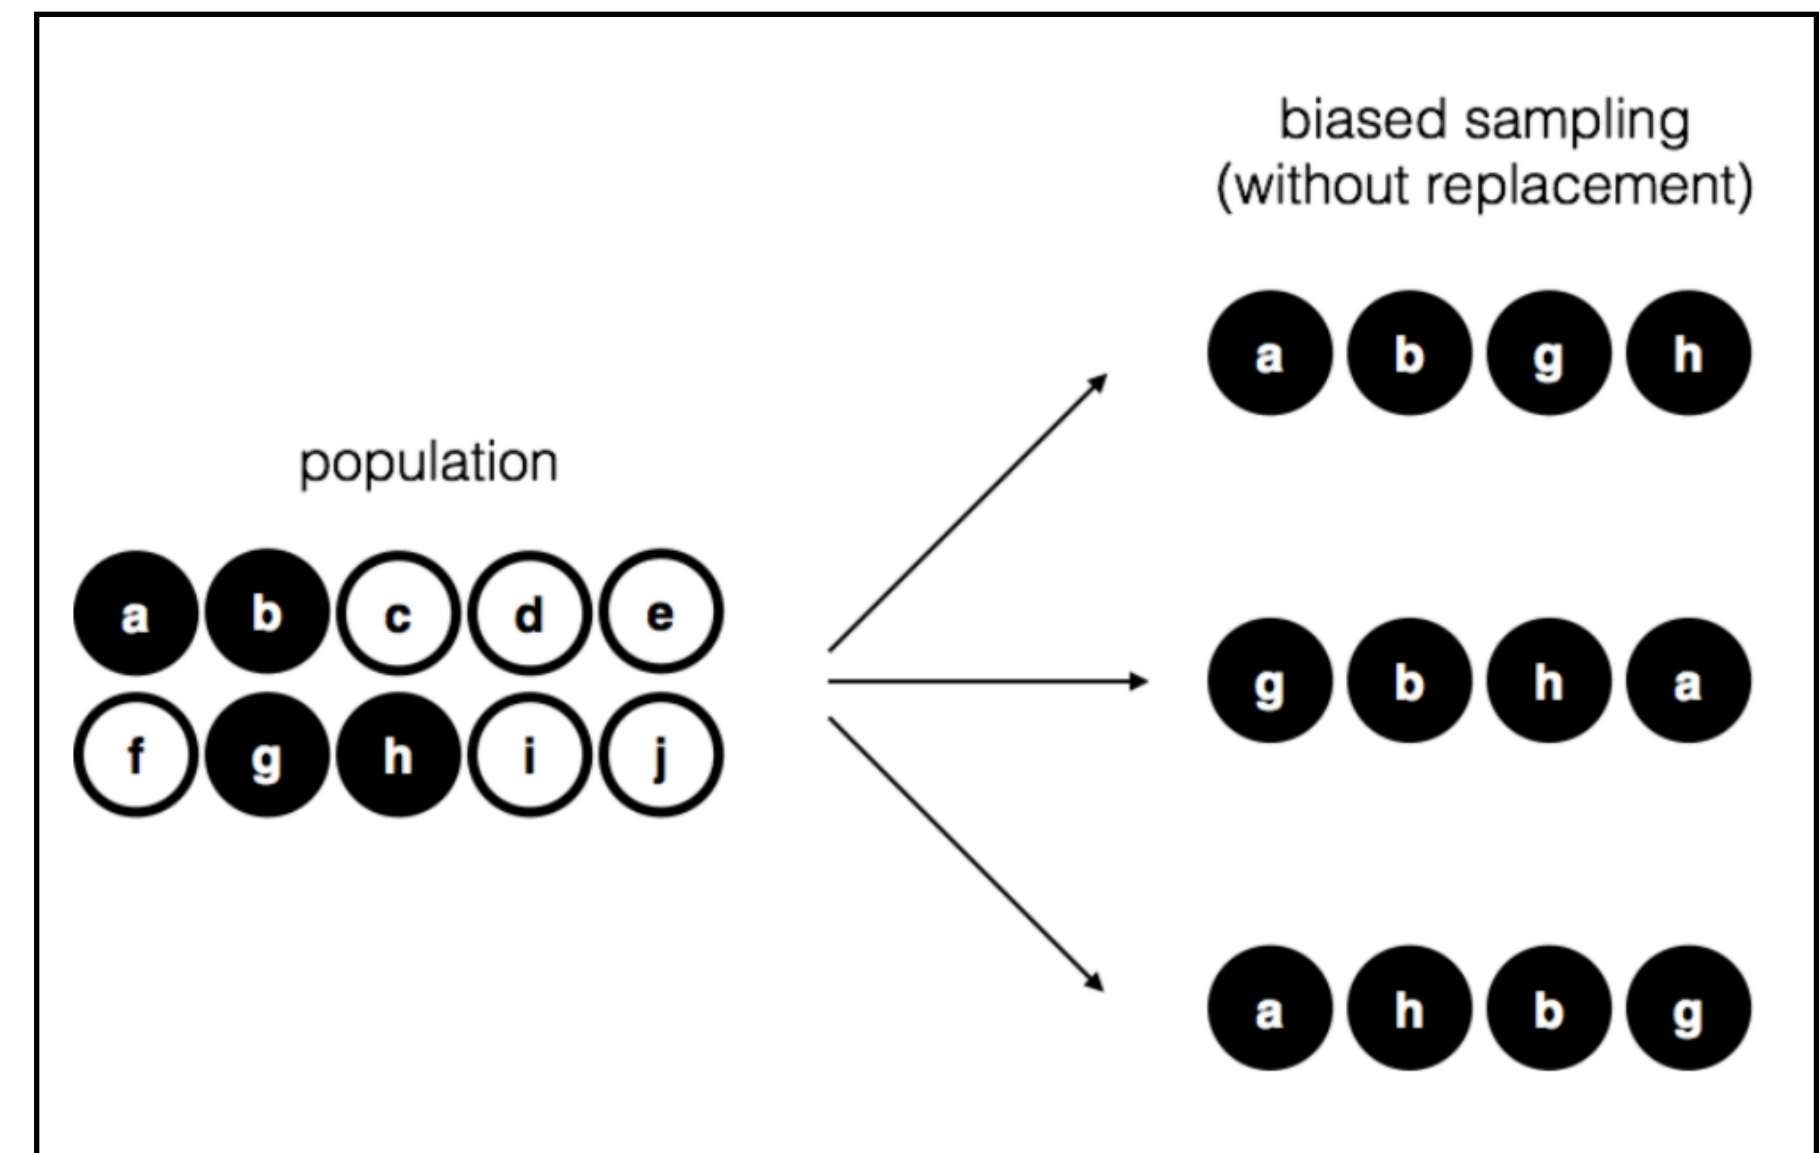 biased sampling
(without replacement)
a b g h
population
a b c d e
f g h i j
g b h a
a h b g